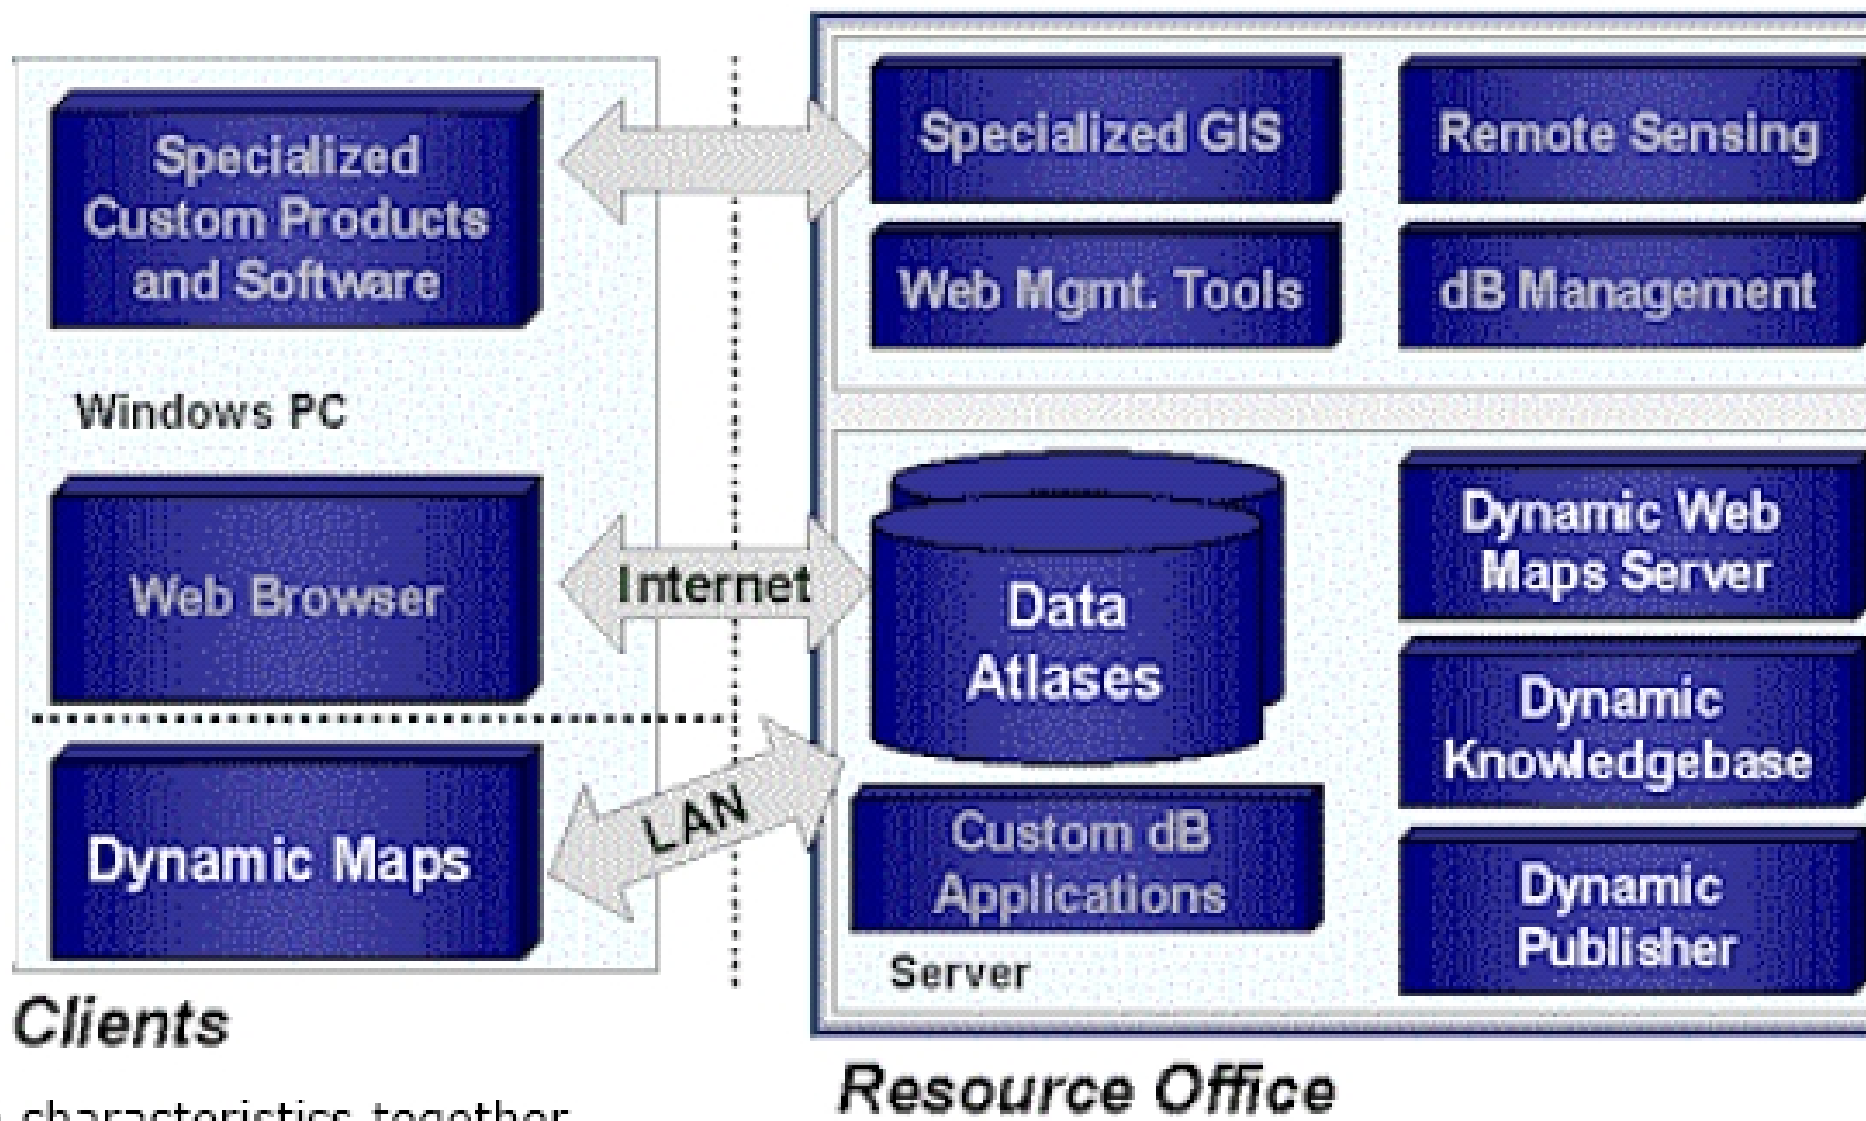 Specialized
Custom Products
and Software
Windows PC
Web Browser
Dynamic Maps
Clients
Internet
LAN
Specialized GIS
Remote Sensing
Web Mgmt. Tools
dB Management
Data
Atlases
Custom dB
Applications
Server
Dynamic Web
Maps Server
Dynamic
Knowledgebase
Dynamic
Publisher
Resource Office
characteristics together